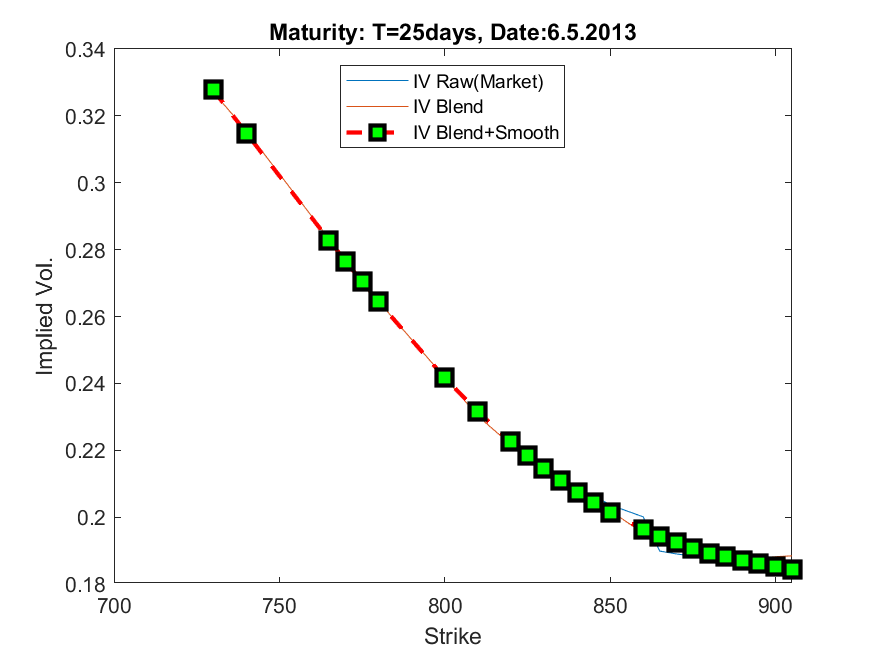 Maturity: T=25days, Date:6.5.2013
0.34
0.32
0.3
0.28
0.26
0.24
0.22
0.2
0.18
Implied Vol.
IV Raw(Market)
IV Blend
IV Blend+Smooth
700
750
800
850
900
Strike